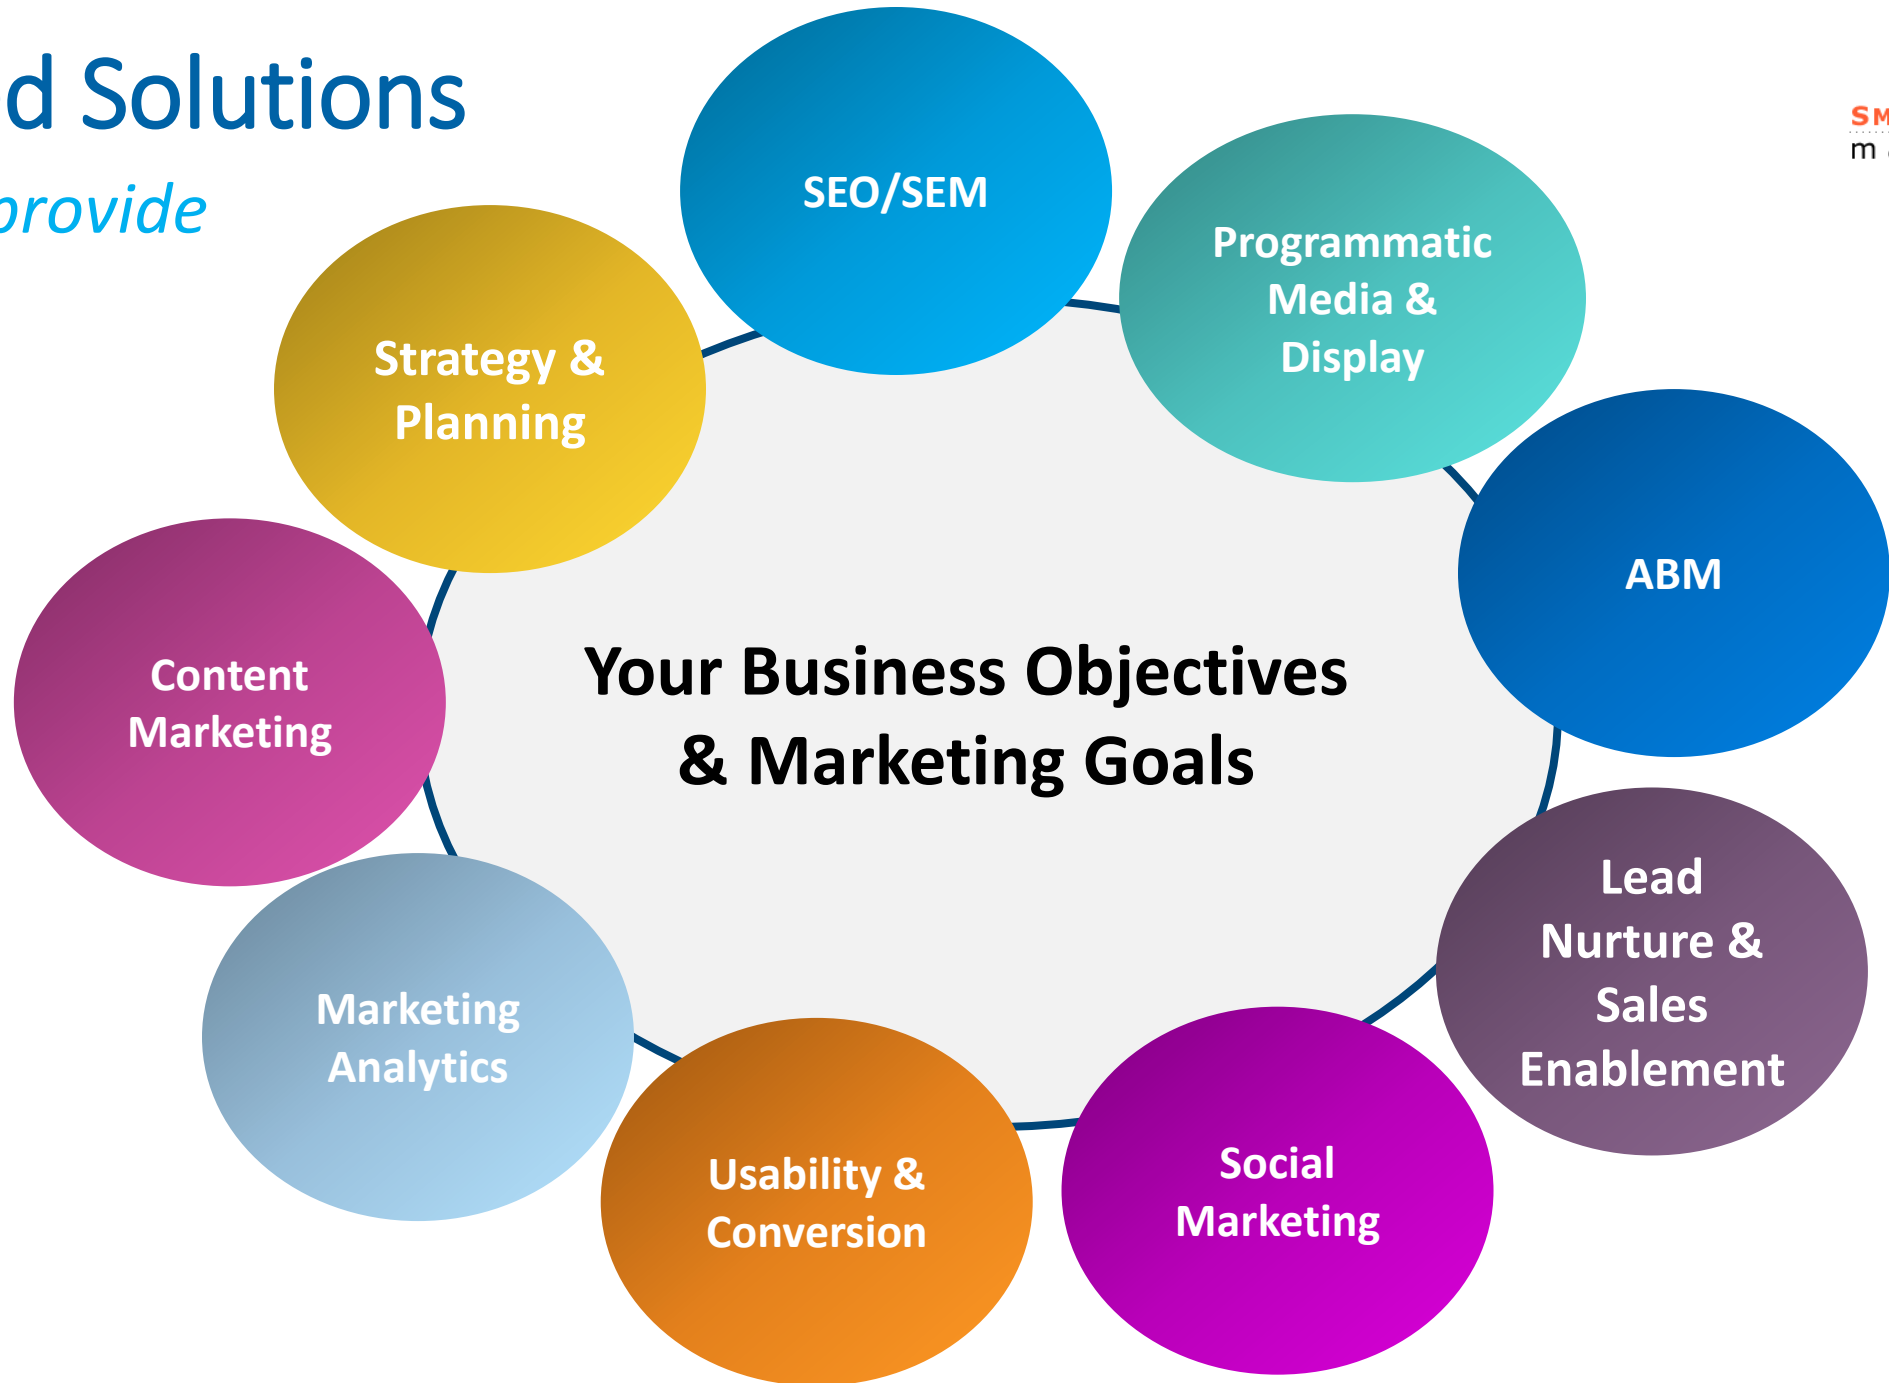 d Solutions
provide
SM
m
SEO/SEM
Programmatic
Media &
Display
Strategy &
Planning
ABM
Content
Marketing
Your Business Objectives
& Marketing Goals
Lead
Nurture &
Sales
Enablement
Marketing
Analytics
Usability &
Conversion
Social
Marketing